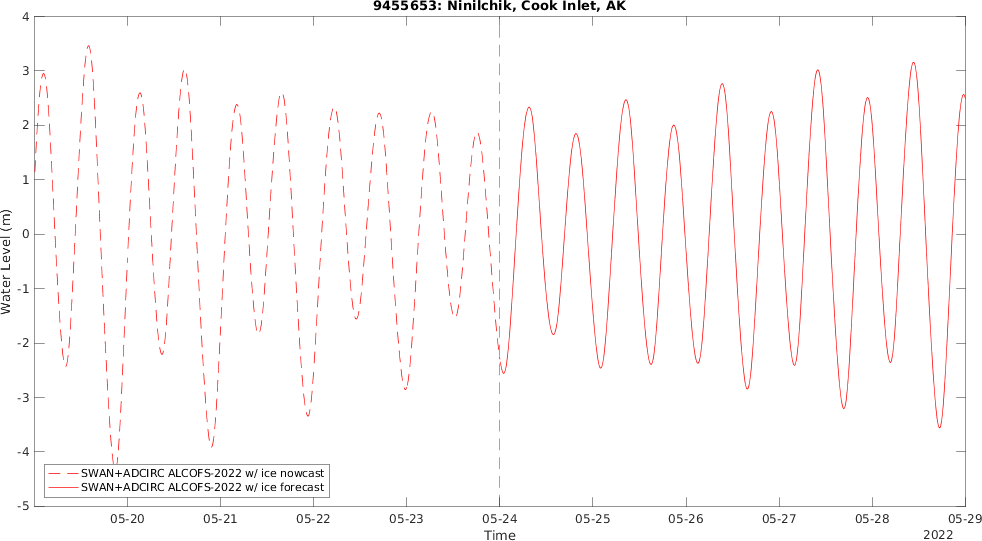 9455653: Ninilchik, Cook Inlet, AK
4
3
2
1
0
-1
-2
-3
-4
-5
Water Level (m)
SWAN+ADCIRC ALCOFS-2022 w/ ice nowcast
SWAN+ADCIRC ALCOFS-2022 w/ ice forecast
05-20 05-21 05-22 05-23 05-24 05-25 05-26 05-27 05-28 05-29
Time
2022